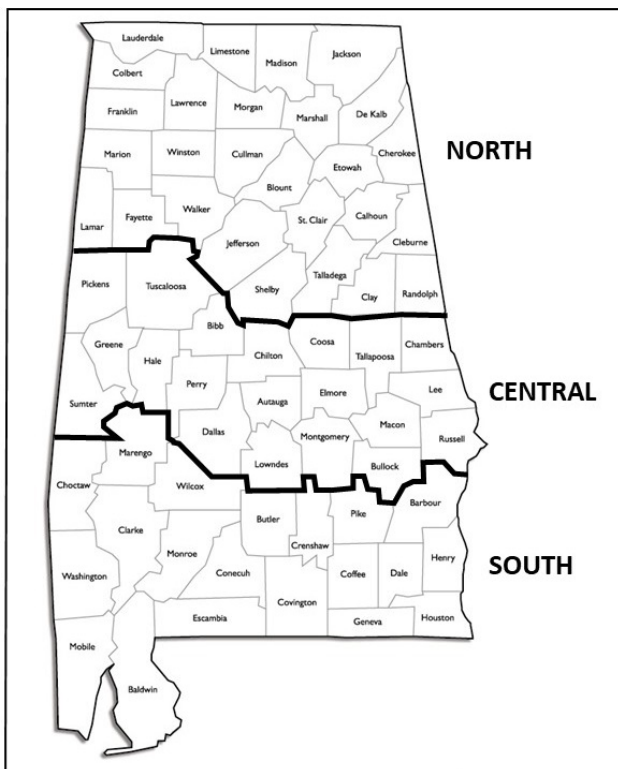 Lauderdale
Limestone
Madison
Jackson
Colbert
Franklin
Lawrence
Morgan
Marshall
De Kalb
Marion
Winston
Cullman
Etowah
Cherokee
NORTH
Blount
Lamar
Fayette
Walker
St. Clair
Calhoun
Jefferson
Cleburne
Talladega
Pickens
Tuscaloosa
Shelby
Clay
Randolph
Bibb
Greene
Hale
Chilton
Coosa
Tallapoosa
Chambers
Perry
Elmore
Lee
CENTRAL
Sumter
Autauga
Dallas
Montgomery
Macon
Russell
Marengo
Lowndes
Bullock
Choctaw
Wilcox
Butler
Pike
Barbour
Clarke
Monroe
Crenshaw
Henry
SOUTH
Washington
Conecuh
Coffee
Dale
Covington
Escambia
Geneva
Houston
Mobile
Baldwin